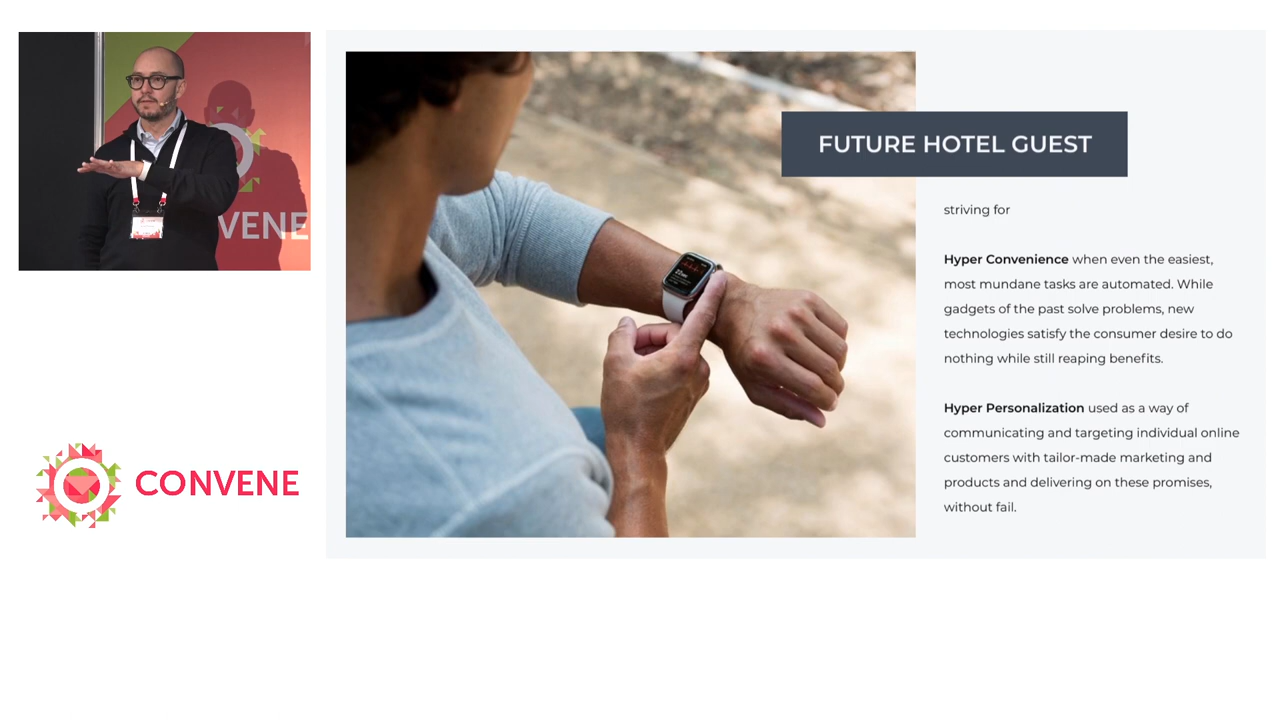 VENE
CONVENE
FUTURE HOTEL GUEST
striving for
Hyper Convenience when even the easiest,
most mundane tasks are automated. While
gadgets of the past solve problems, new
technologies satisfy the consumer desire to do
nothing while still reaping benefits.
Hyper Personalization used as a way of
communicating and targeting individual online
customers with tailor-made marketing and
products and delivering on these promises,
without fail.